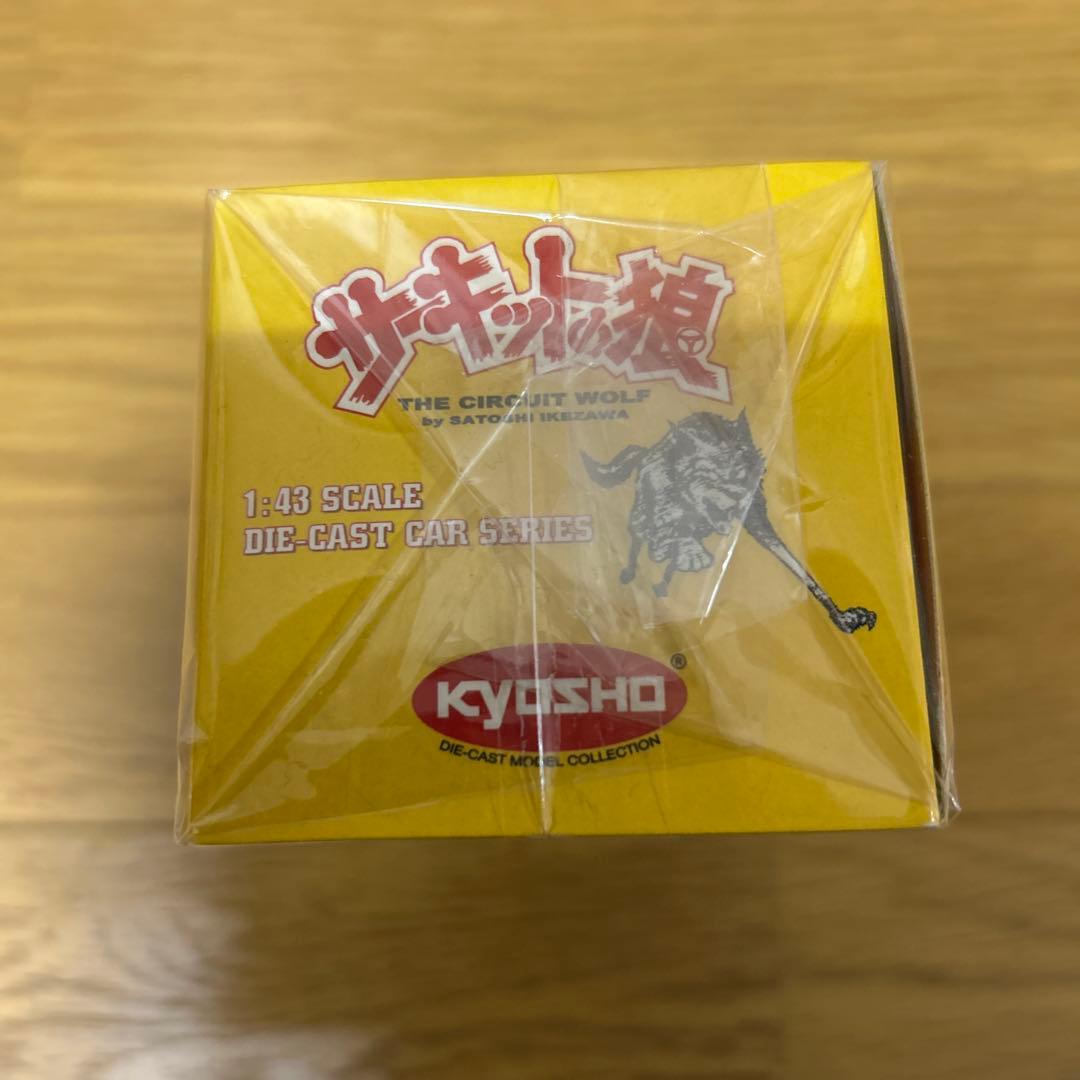 サーキットの狼
THE CIRCUIT WOLF
by SATOSHI IKEZAWA
1:43 SCALE
DIE-CAST CAR SERIES
KYOSHO ®
DIE-CAST MODEL COLLECTION